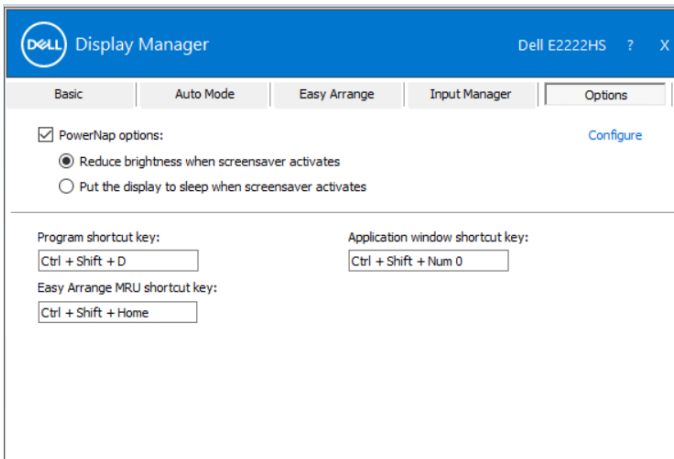 DELL Display Manager Dell E2222HS ? X
Basic Auto Mode Easy Arrange Input Manager Options
PowerNap options: Configure
Reduce brightness when screensaver activates
Put the display to sleep when screensaver activates
Program shortcut key: Application window shortcut key:
Ctrl + Shift + D Ctrl + Shift + Num 0
Easy Arrange MRU shortcut key:
Ctrl + Shift + Home